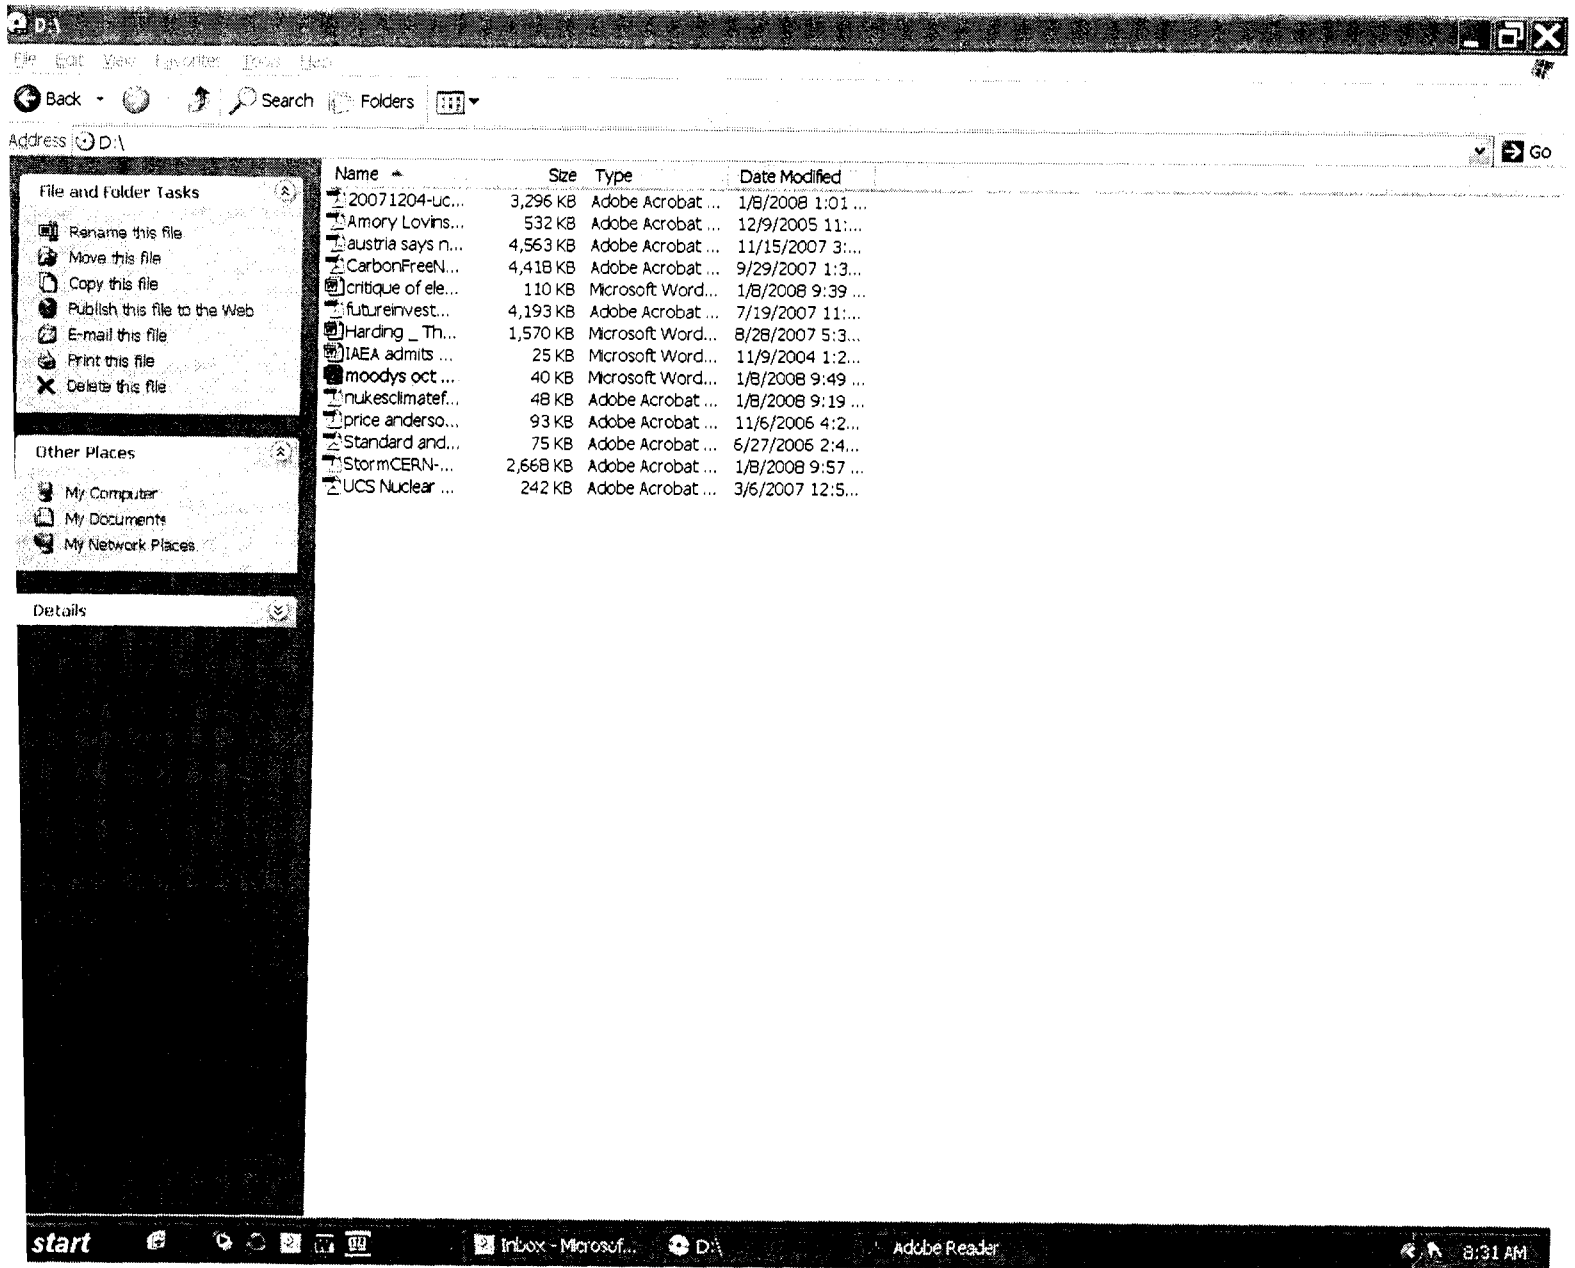 D:\
File Edit View Favorites Tools Help
Back Search Folders
Address D:\ Go
File and Folder Tasks
Rename this file
Move this file
Copy this file
Publish this file to the Web
E-mail this file
Print this file
Delete this file
Other Places
My Computer
My Documents
My Network Places
Details
Name Size Type Date Modified
20071204-uc... 3,296 KB Adobe Acrobat ... 1/8/2008 1:01 ...
Amory Lovins... 532 KB Adobe Acrobat ... 12/9/2005 11:...
austria says n... 4,563 KB Adobe Acrobat ... 11/15/2007 3:...
CarbonFreeN... 4,418 KB Adobe Acrobat ... 9/29/2007 1:3...
critique of ele... 110 KB Microsoft Word... 1/8/2008 9:39 ...
futureinvest... 4,193 KB Adobe Acrobat ... 7/19/2007 11:...
Harding _ Th... 1,570 KB Microsoft Word... 8/28/2007 5:3...
IAEA admits ... 25 KB Microsoft Word... 11/9/2004 1:2...
moodys oct ... 40 KB Microsoft Word... 1/8/2008 9:49 ...
nukesclimatef... 48 KB Adobe Acrobat ... 1/8/2008 9:19 ...
price anderso... 93 KB Adobe Acrobat ... 11/6/2006 4:2...
Standard and... 75 KB Adobe Acrobat ... 6/27/2006 2:4...
StormCERN-... 2,668 KB Adobe Acrobat ... 1/8/2008 9:57 ...
UCS Nuclear ... 242 KB Adobe Acrobat ... 3/6/2007 12:5...
start Inbox - Microsof... D:\ Adobe Reader 8:31 AM